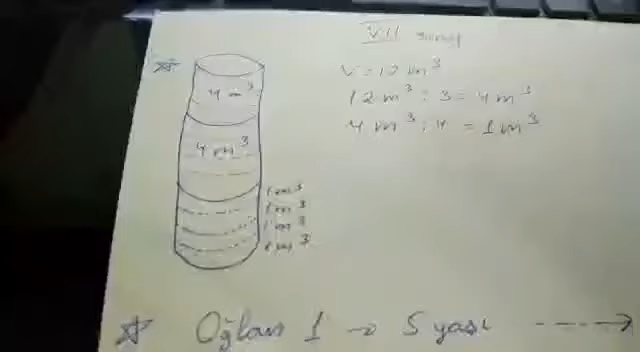 VII sinif
V = 12 m³
12 m³ : 3 = 4 m³
4 m³ : 4 = 1 m³
4 m³
4 m³
1 m³
1 m³
1 m³
1 m³
Oğlan 1 → 5 yaşı